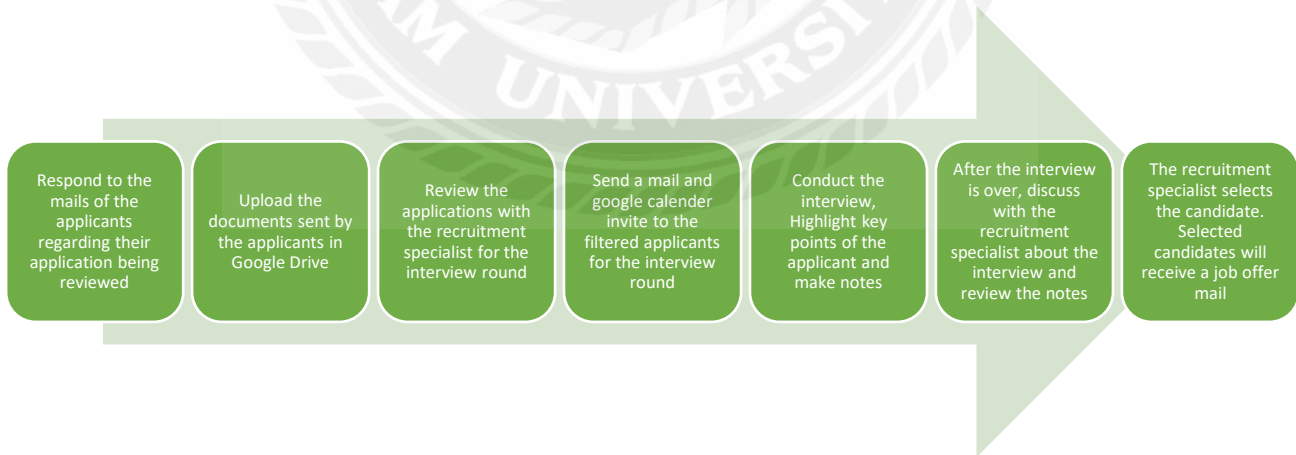 AM UNIVERSI
Respond to the
mails of the
applicants
regarding their
application being
reviewed
Upload the
documents sent by
the applicants in
Google Drive
Review the
applications with
the recruitment
specialist for the
interview round
Send a mail and
google calender
invite to the
filtered applicants
for the interview
round
Conduct the
interview,
Highlight key
points of the
applicant and
make notes
After the interview
is over, discuss
with the
recruitment
specialist about the
interview and
review the notes
The recruitment
specialist selects
the candidate.
Selected
candidates will
receive a job offer
mail